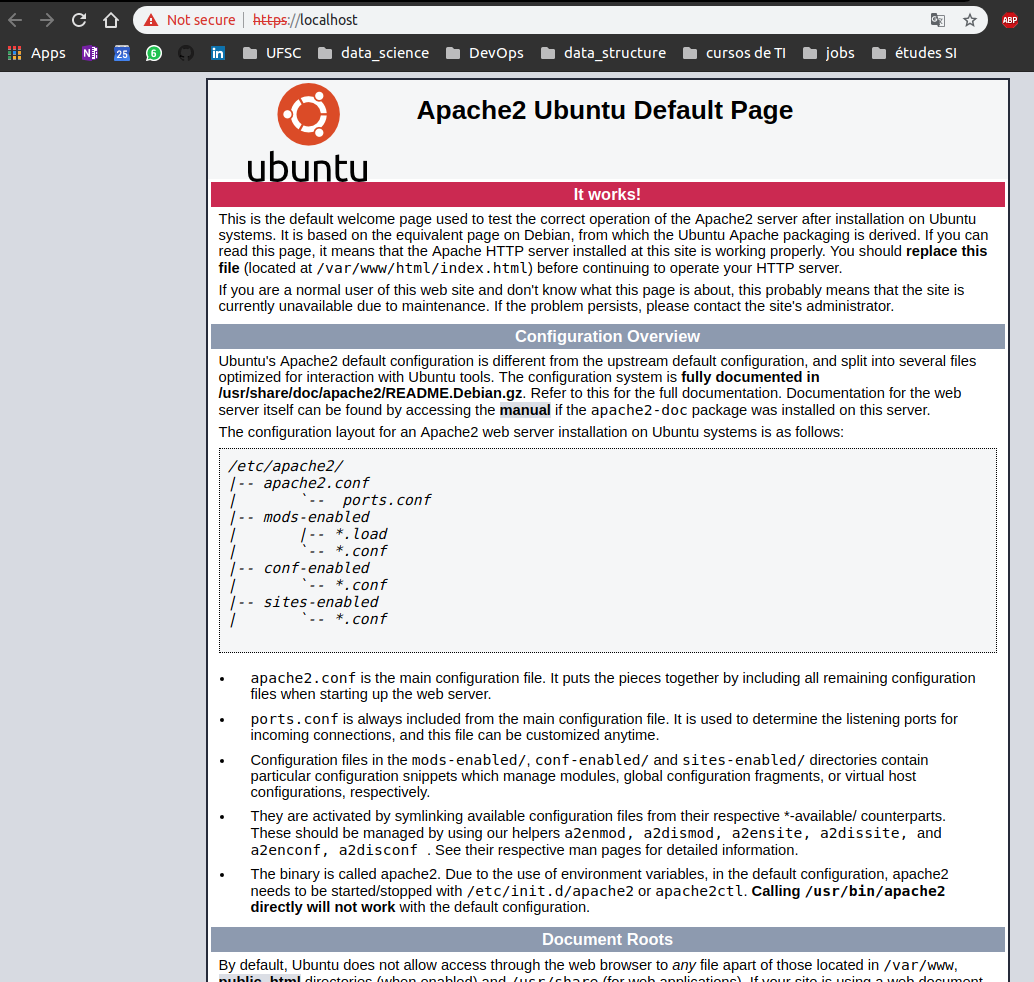 Not secure | https://localhost
ABP
Apps N 25 6 in UFSC data_science DevOps data_structure cursos de TI jobs études SI
ubuntu
Apache2 Ubuntu Default Page
It works!
This is the default welcome page used to test the correct operation of the Apache2 server after installation on Ubuntu
systems. It is based on the equivalent page on Debian, from which the Ubuntu Apache packaging is derived. If you can
read this page, it means that the Apache HTTP server installed at this site is working properly. You should replace this
file (located at /var/www/html/index.html) before continuing to operate your HTTP server.
If you are a normal user of this web site and don't know what this page is about, this probably means that the site is
currently unavailable due to maintenance. If the problem persists, please contact the site's administrator.
Configuration Overview
Ubuntu's Apache2 default configuration is different from the upstream default configuration, and split into several files
optimized for interaction with Ubuntu tools. The configuration system is fully documented in
/usr/share/doc/apache2/README.Debian.gz. Refer to this for the full documentation. Documentation for the web
server itself can be found by accessing the manual if the apache2-doc package was installed on this server.
The configuration layout for an Apache2 web server installation on Ubuntu systems is as follows:
/etc/apache2/
|-- apache2.conf
|       `--  ports.conf
|-- mods-enabled
|       |-- *.load
|       `-- *.conf
|-- conf-enabled
|       `-- *.conf
|-- sites-enabled
|       `-- *.conf
• apache2.conf is the main configuration file. It puts the pieces together by including all remaining configuration
files when starting up the web server.
• ports.conf is always included from the main configuration file. It is used to determine the listening ports for
incoming connections, and this file can be customized anytime.
• Configuration files in the mods-enabled/, conf-enabled/ and sites-enabled/ directories contain
particular configuration snippets which manage modules, global configuration fragments, or virtual host
configurations, respectively.
• They are activated by symlinking available configuration files from their respective *-available/ counterparts.
These should be managed by using our helpers a2enmod, a2dismod, a2ensite, a2dissite, and
a2enconf, a2disconf . See their respective man pages for detailed information.
• The binary is called apache2. Due to the use of environment variables, in the default configuration, apache2
needs to be started/stopped with /etc/init.d/apache2 or apache2ctl. Calling /usr/bin/apache2
directly will not work with the default configuration.
Document Roots
By default, Ubuntu does not allow access through the web browser to any file apart of those located in /var/www,
public_html directories (when enabled) and /usr/share (for web applications). If your site is using a web document